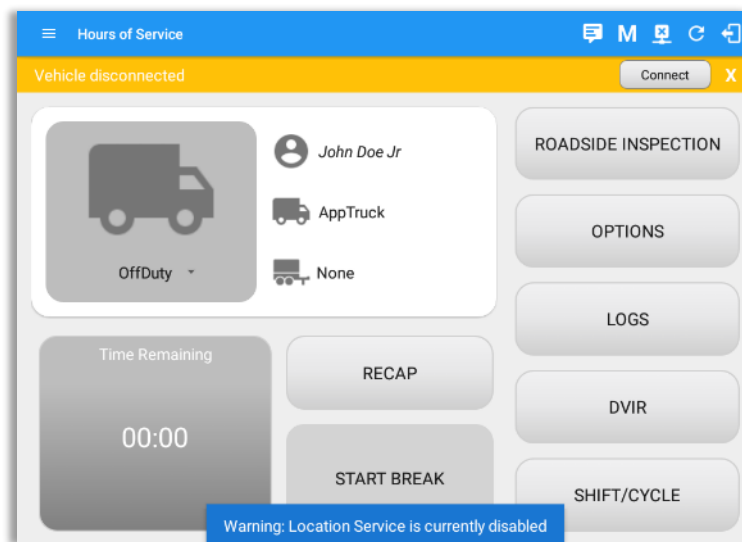 Hours of Service
M
Vehicle disconnected
Connect
X
John Doe Jr
AppTruck
OffDuty
None
ROADSIDE INSPECTION
OPTIONS
LOGS
DVIR
SHIFT/CYCLE
Time Remaining
00:00
RECAP
START BREAK
Warning: Location Service is currently disabled